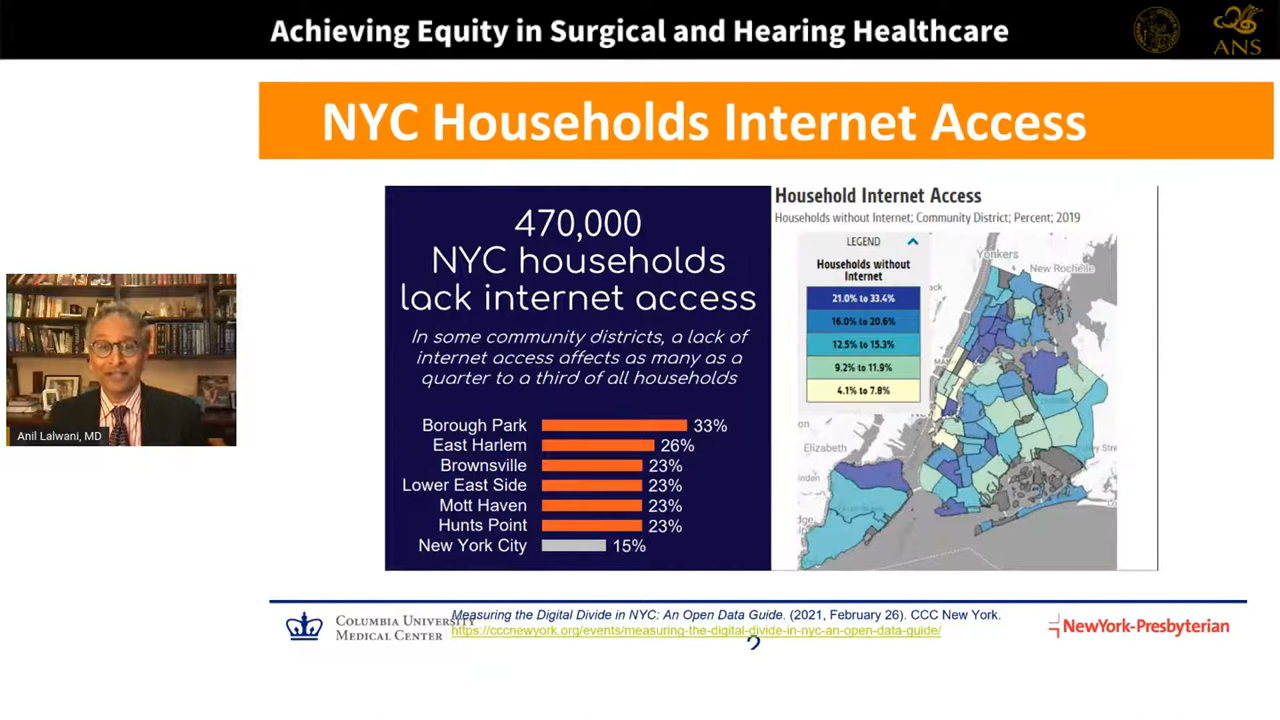 Achieving Equity in Surgical and Hearing Healthcare
ANS
NYC Households Internet Access
470,000
NYC households
lack internet access
In some community districts, a lack of
internet access affects as many as a
quarter to a third of all households
Borough Park 33%
East Harlem 26%
Brownsville 23%
Lower East Side 23%
Mott Haven 23%
Hunts Point 23%
New York City 15%
Household Internet Access
Households without Internet; Community District; Percent; 2019
LEGEND
Households without
Internet
21.0% to 33.4%
16.0% to 20.6%
12.5% to 15.3%
9.2% to 11.9%
4.1% to 7.8%
Yonkers
New Rochelle
ack
on
Elizabeth
inden
Anil Lalwani, MD
COLUMBIA UNIVERSITY
MEDICAL CENTER
Measuring the Digital Divide in NYC: An Open Data Guide. (2021, February 26). CCC New York.
https://cccnewyork.org/events/measuring-the-digital-divide-in-nyc-an-open-data-guide/
2
NewYork-Presbyterian